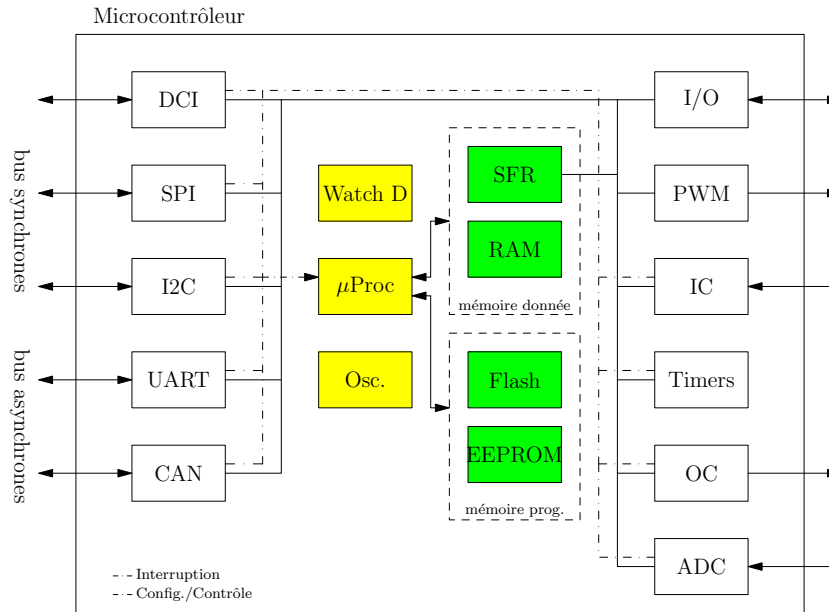 Microcontrôleur
DCI
SPI
I2C
UART
CAN
bus synchrones
bus asynchrones
Watch D
µProc
Osc.
SFR
RAM
mémoire donnée
Flash
EEPROM
mémoire prog.
I/O
PWM
IC
Timers
OC
ADC
Interruption
Config./Contrôle